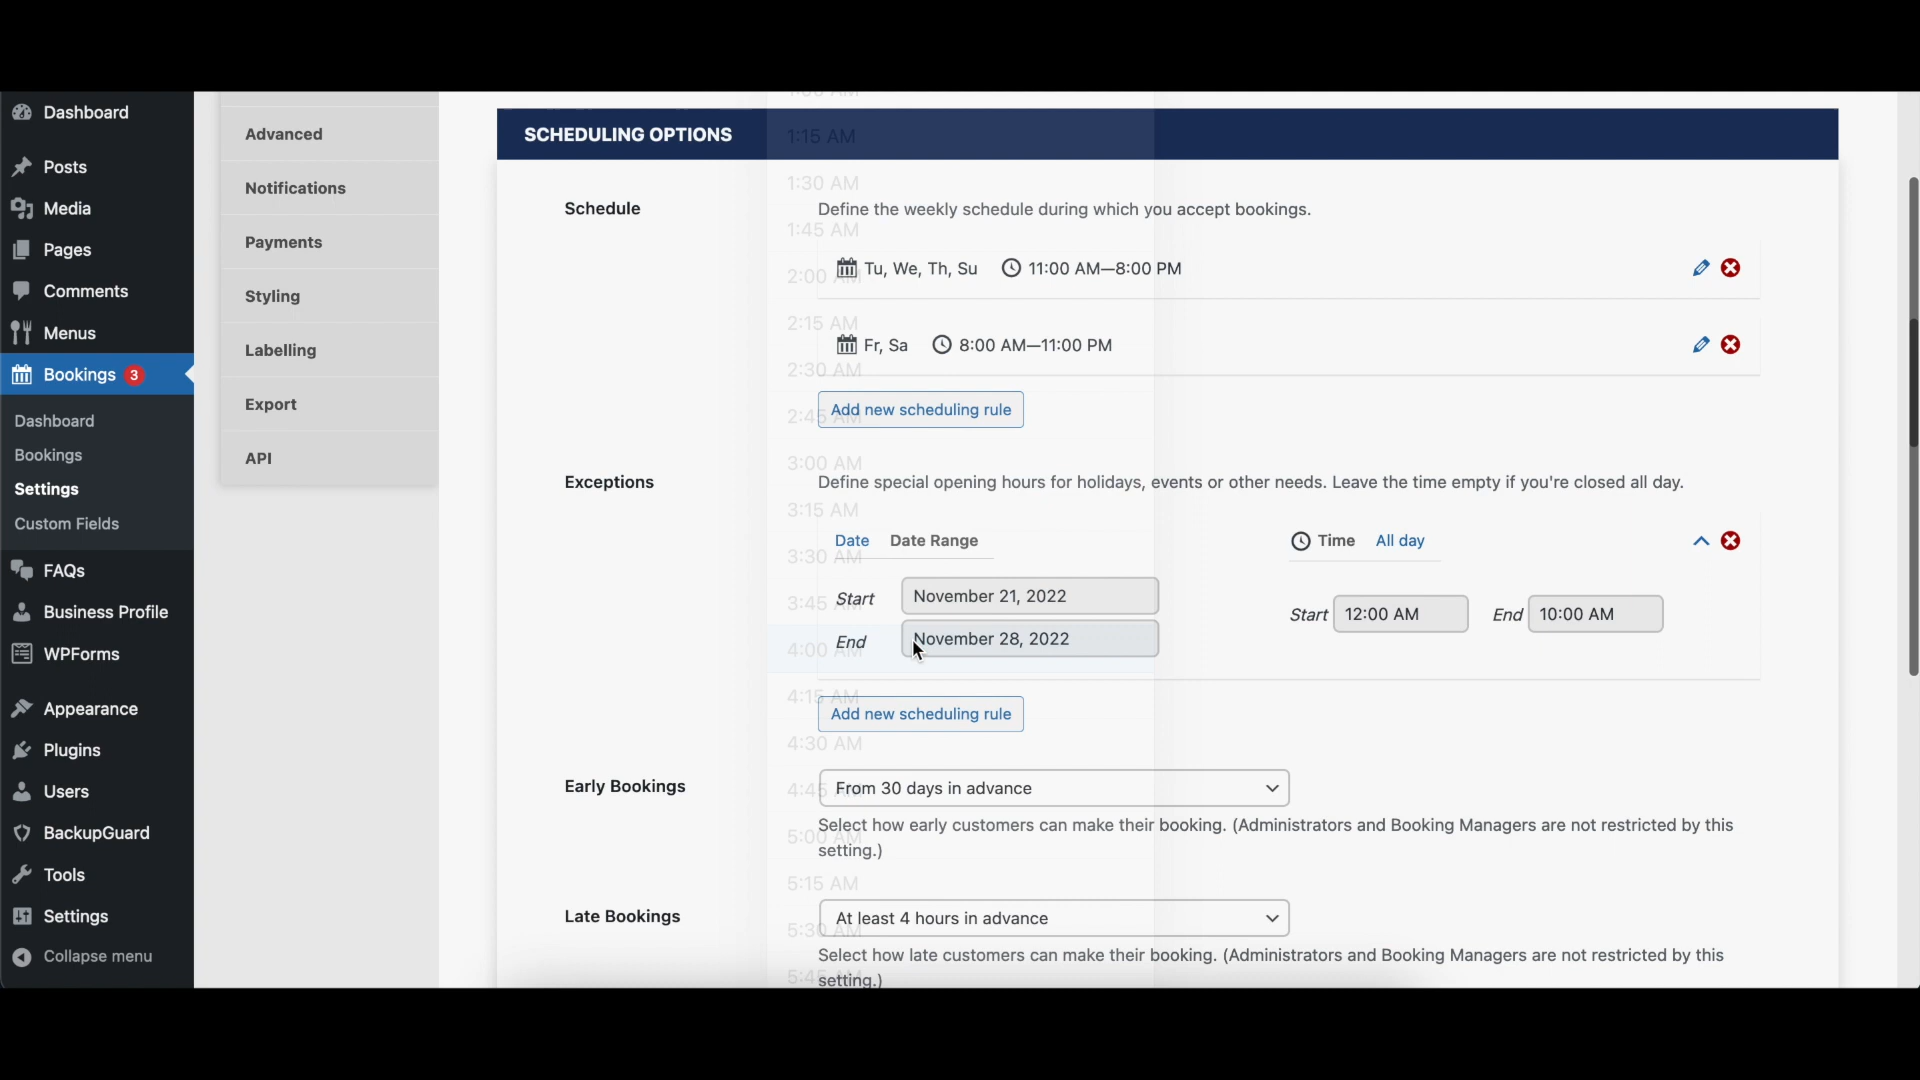 Dashboard
Posts
Media
Pages
Comments
Menus
Bookings 3
Dashboard
Bookings
Settings
Custom Fields
FAQs
Business Profile
WPForms
Appearance
Plugins
Users
BackupGuard
Tools
Settings
Collapse menu
Advanced
Notifications
Payments
Styling
Labelling
Export
API
SCHEDULING OPTIONS
Schedule
Define the weekly schedule during which you accept bookings.
Tu, We, Th, Su 11:00 AM—8:00 PM
Fr, Sa 8:00 AM—11:00 PM
Add new scheduling rule
Exceptions
Define special opening hours for holidays, events or other needs. Leave the time empty if you're closed all day.
Date Date Range
Time All day
Start November 21, 2022
End November 28, 2022
Start 12:00 AM End 10:00 AM
Add new scheduling rule
Early Bookings
From 30 days in advance
Select how early customers can make their booking. (Administrators and Booking Managers are not restricted by this
setting.)
Late Bookings
At least 4 hours in advance
Select how late customers can make their booking. (Administrators and Booking Managers are not restricted by this
setting.)
1:15 AM
1:30 AM
1:45 AM
2:00 AM
2:15 AM
2:30 AM
2:45 AM
3:00 AM
3:15 AM
3:30 AM
3:45 AM
4:00 AM
4:15 AM
4:30 AM
4:45 AM
5:00 AM
5:15 AM
5:30 AM
5:45 AM